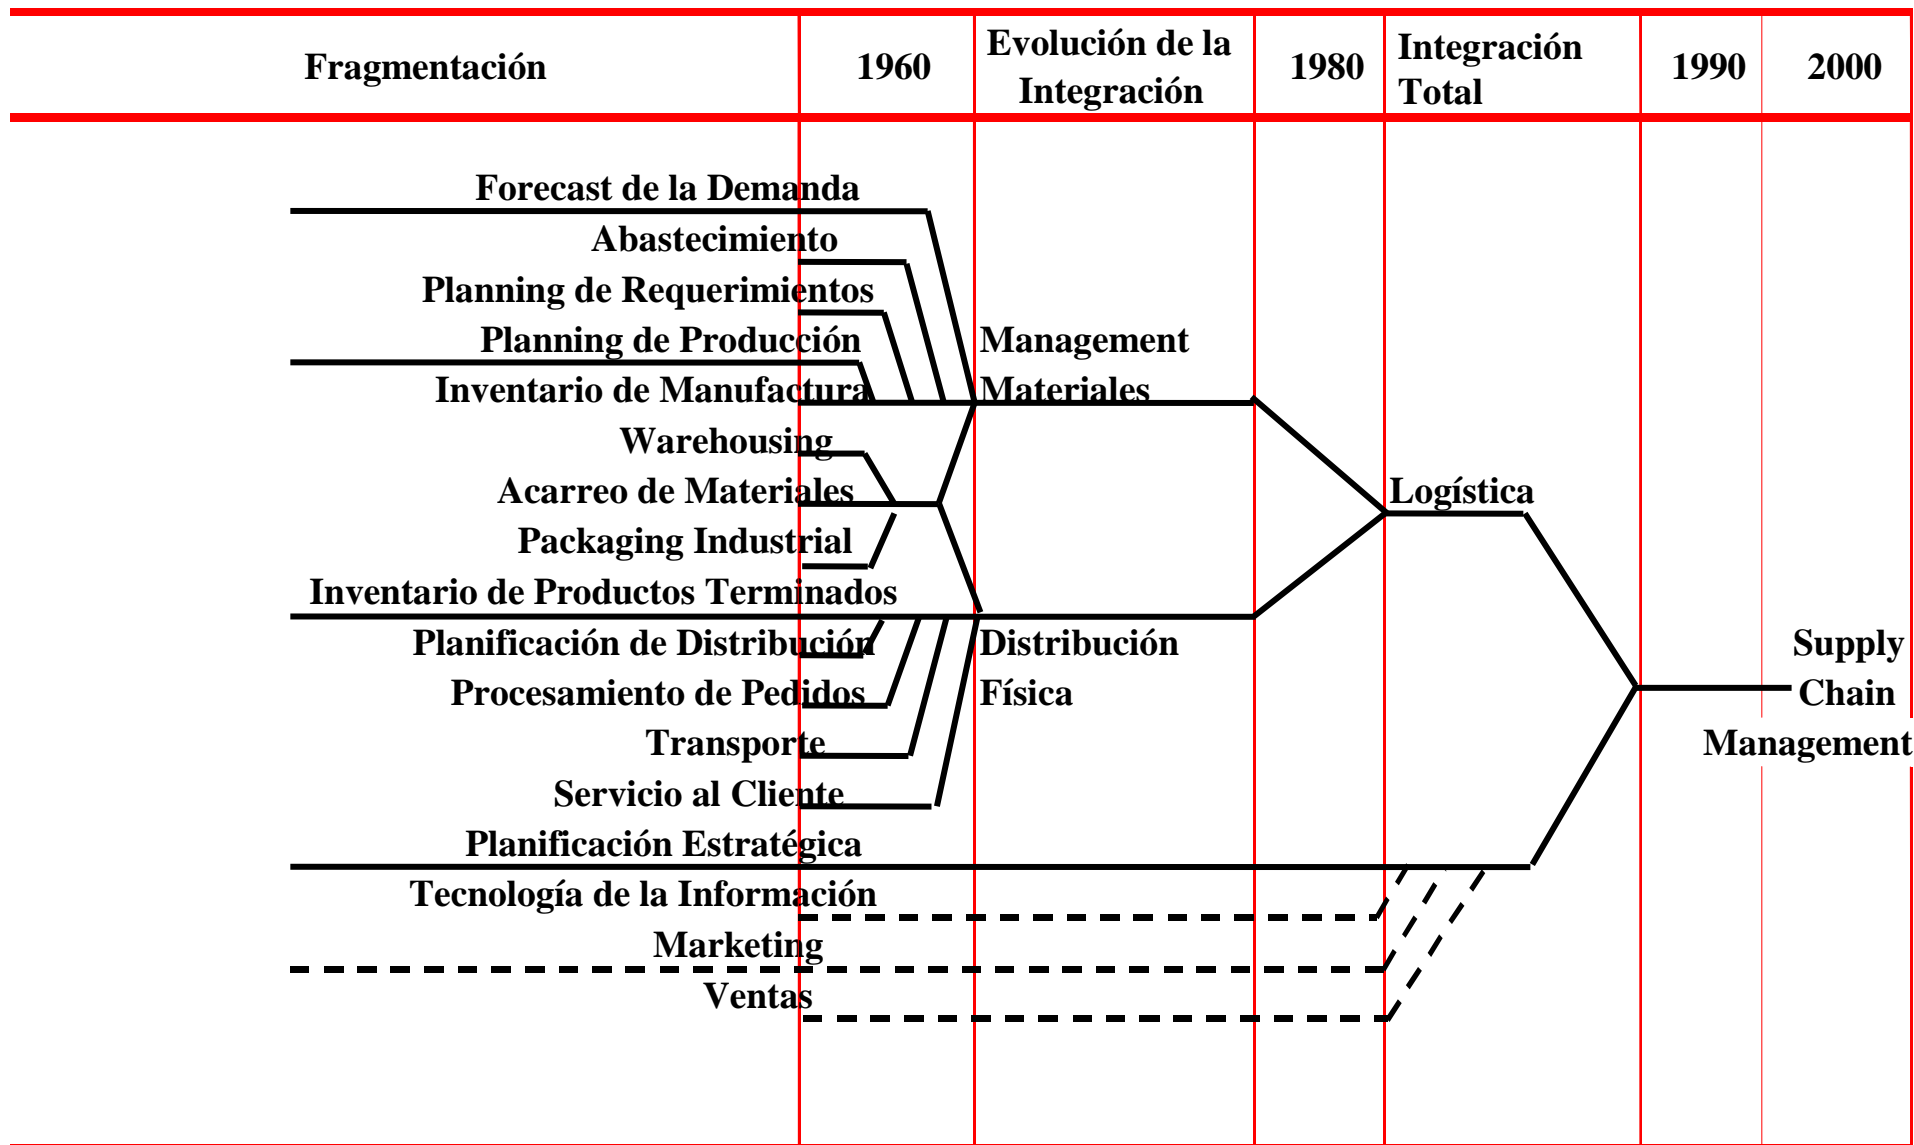 Fragmentación
1960
Evolución de la
Integración
1980
Integración
Total
1990
2000
Forecast de la Demanda
Abastecimiento
Planning de Requerimientos
Planning de Producción
Inventario de Manufactura
Warehousing
Acarreo de Materiales
Packaging Industrial
Inventario de Productos Terminados
Planificación de Distribución
Procesamiento de Pedidos
Transporte
Servicio al Cliente
Planificación Estratégica
Tecnología de la Información
Marketing
Ventas
Management
Materiales
Distribución
Física
Logística
Supply
Chain
Management